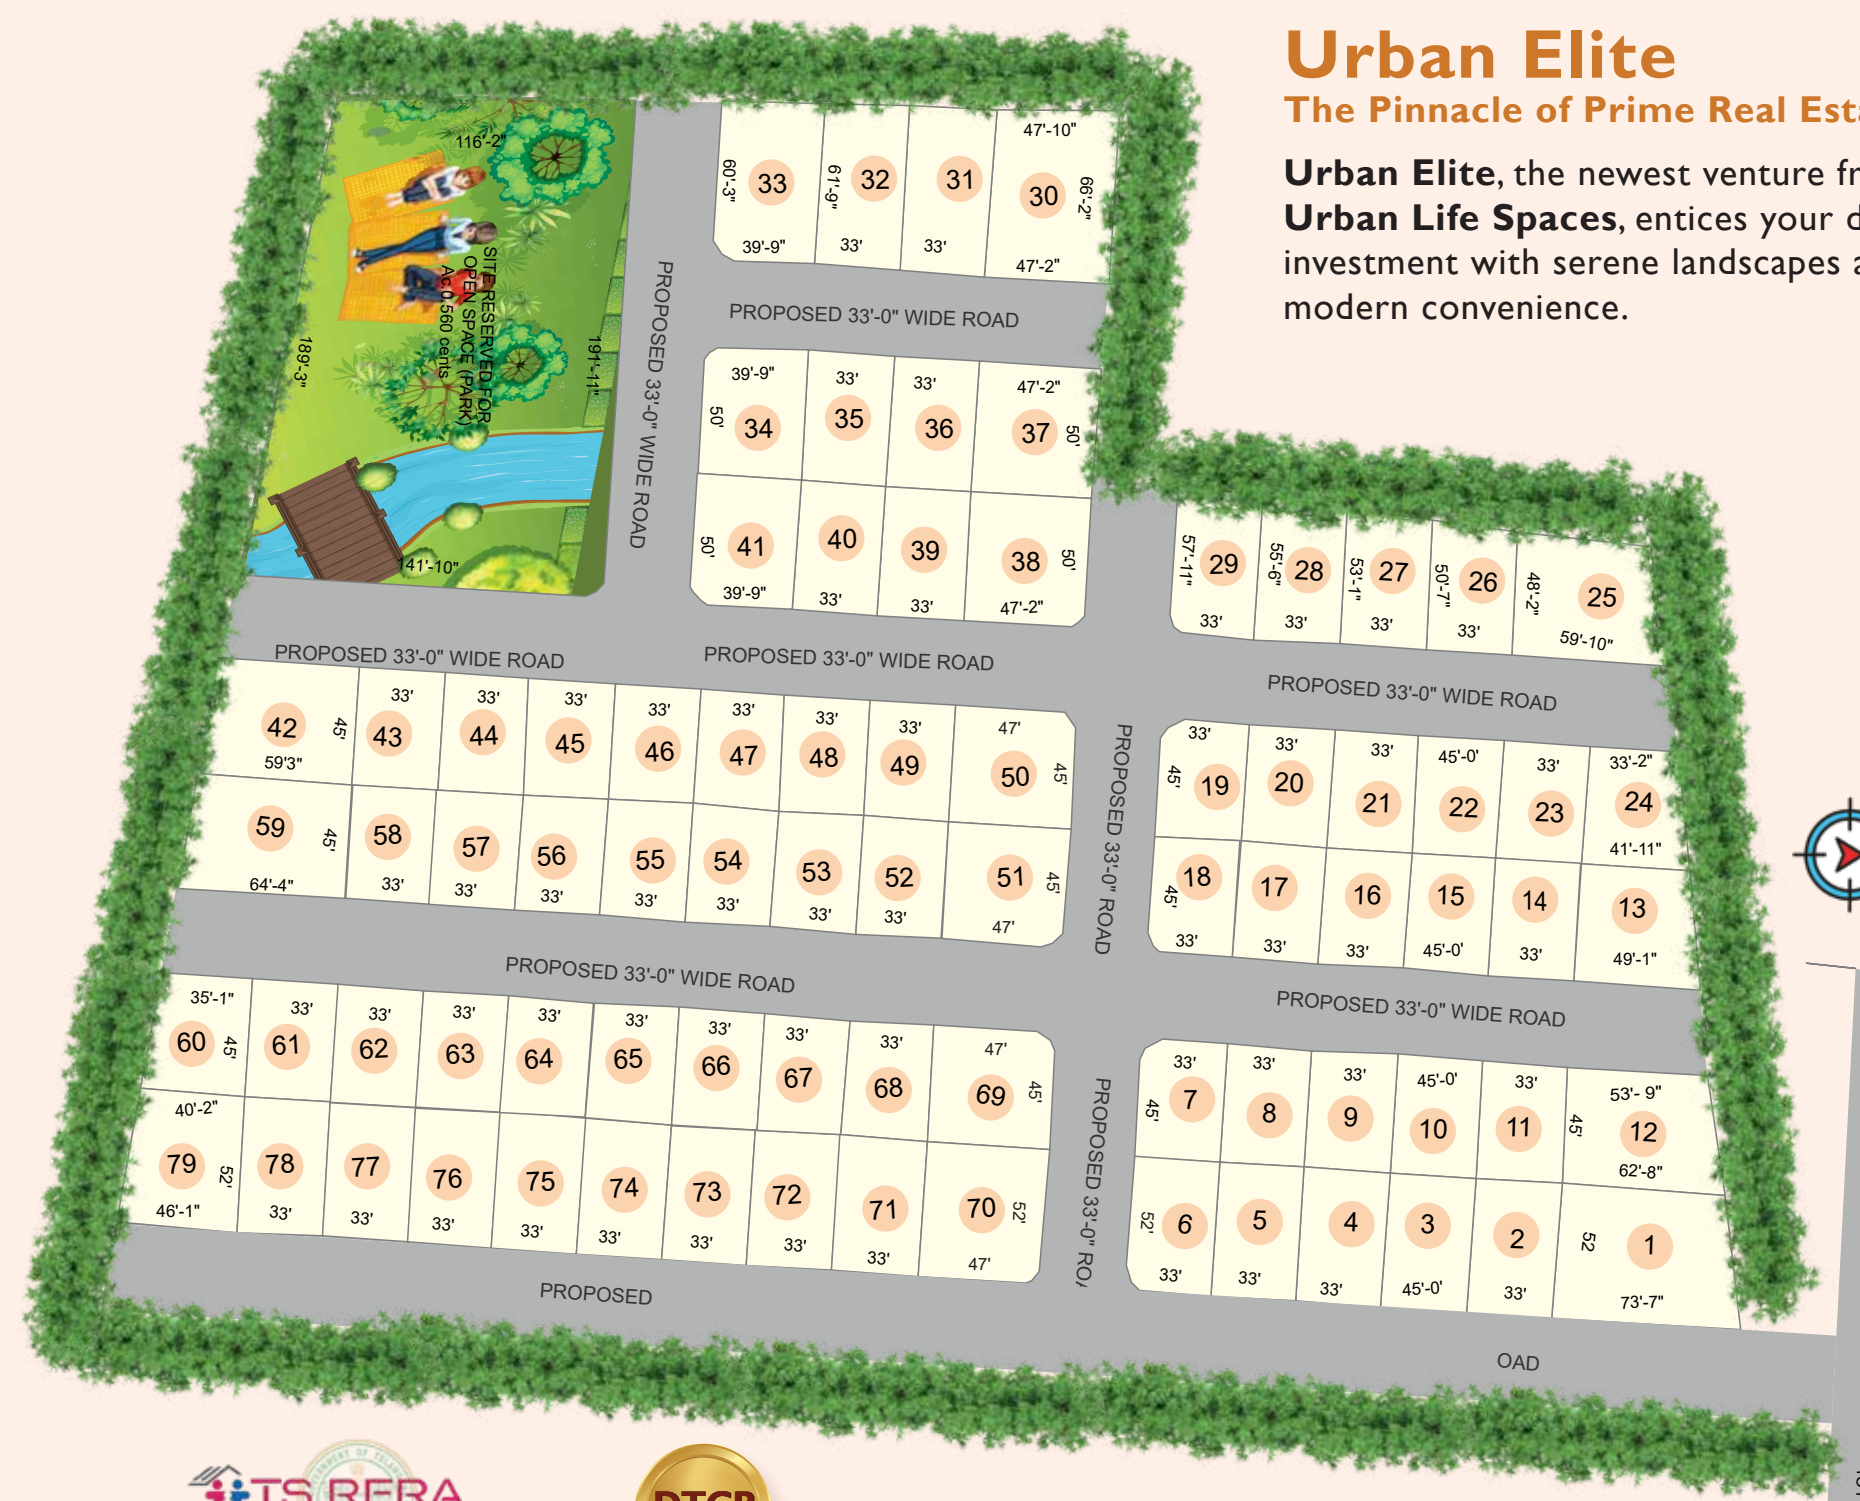 Urban Elite
The Pinnacle of Prime Real
Urban Elite, the newest venture
Urban Life Spaces, entices your
investment with serene landscapes
modern convenience.
116'-2"
SITE RESERVED FOR
OPEN SPACE (PARK)
Ac.0.560 cents
189'-3"
191'-11"
141'-10"
PROPOSED 33'-0" WIDE ROAD
60'-3" 33 39'-9"
61'-9" 32 33'
31 33'
47'-10" 30 66'-2" 47'-2"
PROPOSED 33'-0" WIDE ROAD
39'-9" 33' 33' 47'-2"
50' 34 35 36 37 50'
50' 41 40 39 38 50'
39'-9" 33' 33' 47'-2"
57'-11" 29 55'-6" 28 53'-1" 27 50'-7" 26 48'-2" 25
33' 33' 33' 33' 59'-10"
PROPOSED 33'-0" WIDE ROAD
PROPOSED 33'-0" WIDE ROAD
PROPOSED 33'-0" WIDE ROAD
33' 33' 33' 33' 33' 33' 33' 47'
42 45' 43 44 45 46 47 48 49 50 45'
59'3"
59 45' 58 57 56 55 54 53 52 51 45'
64'-4" 33' 33' 33' 33' 33' 33' 33' 47'
PROPOSED 33'-0" ROAD
33' 33' 33' 45'-0' 33' 33'-2"
45' 19 20 21 22 23 24
41'-11"
45' 18 17 16 15 14 13
33' 33' 33' 45'-0' 33' 49'-1"
PROPOSED 33'-0" WIDE ROAD
PROPOSED 33'-0" WIDE ROAD
35'-1" 33' 33' 33' 33' 33' 33' 33' 33' 47'
60 45' 61 62 63 64 65 66 67 68 69 45'
40'-2"
79 52' 78 77 76 75 74 73 72 71 70 52'
46'-1" 33' 33' 33' 33' 33' 33' 33' 33' 47'
PROPOSED 33'-0"
33' 33' 33' 45'-0' 33' 53'- 9"
45' 7 8 9 10 11 45' 12
62'-8"
52' 6 5 4 3 2 52 1
33' 33' 33' 45'-0' 33' 73'-7"
PROPOSED
OAD
TS RERA
DTCP